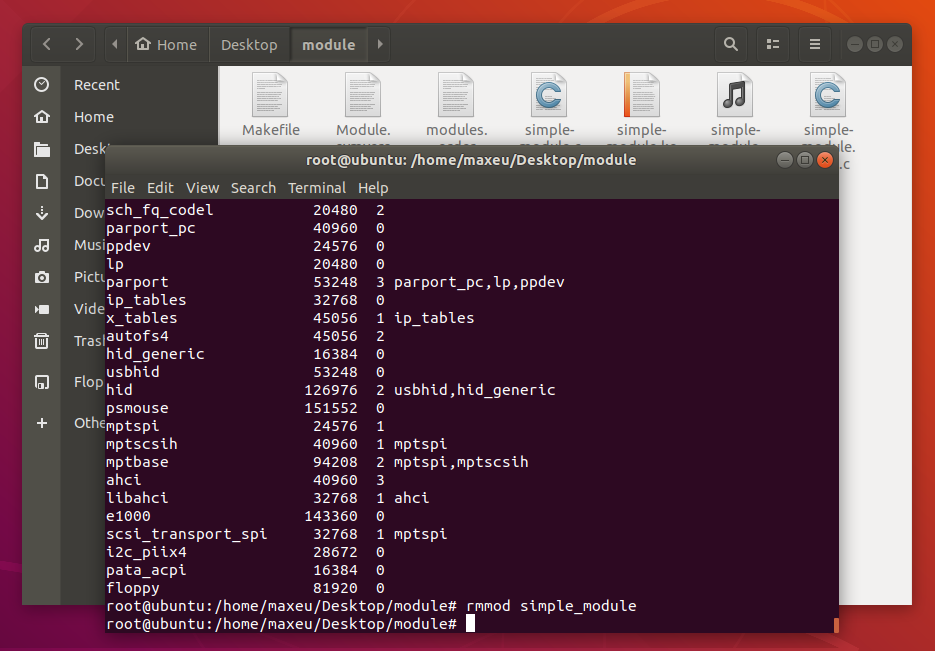 Home Desktop module
Recent
Home
Desk
Docu
Dow
Musi
Pictu
Vide
Tras
Flop
Othe
Makefile Module. modules. simple- simple- simple- simple-
root@ubuntu: /home/maxeu/Desktop/module
File Edit View Search Terminal Help
sch_fq_codel 20480 2
parport_pc 40960 0
ppdev 24576 0
lp 20480 0
parport 53248 3 parport_pc,lp,ppdev
ip_tables 32768 0
x_tables 45056 1 ip_tables
autofs4 45056 2
hid_generic 16384 0
usbhid 53248 0
hid 126976 2 usbhid,hid_generic
psmouse 151552 0
mptspi 24576 1
mptscsih 40960 1 mptspi
mptbase 94208 2 mptspi,mptscsih
ahci 40960 3
libahci 32768 1 ahci
e1000 143360 0
scsi_transport_spi 32768 1 mptspi
i2c_piix4 28672 0
pata_acpi 16384 0
floppy 81920 0
root@ubuntu:/home/maxeu/Desktop/module# rmmod simple_module
root@ubuntu:/home/maxeu/Desktop/module#